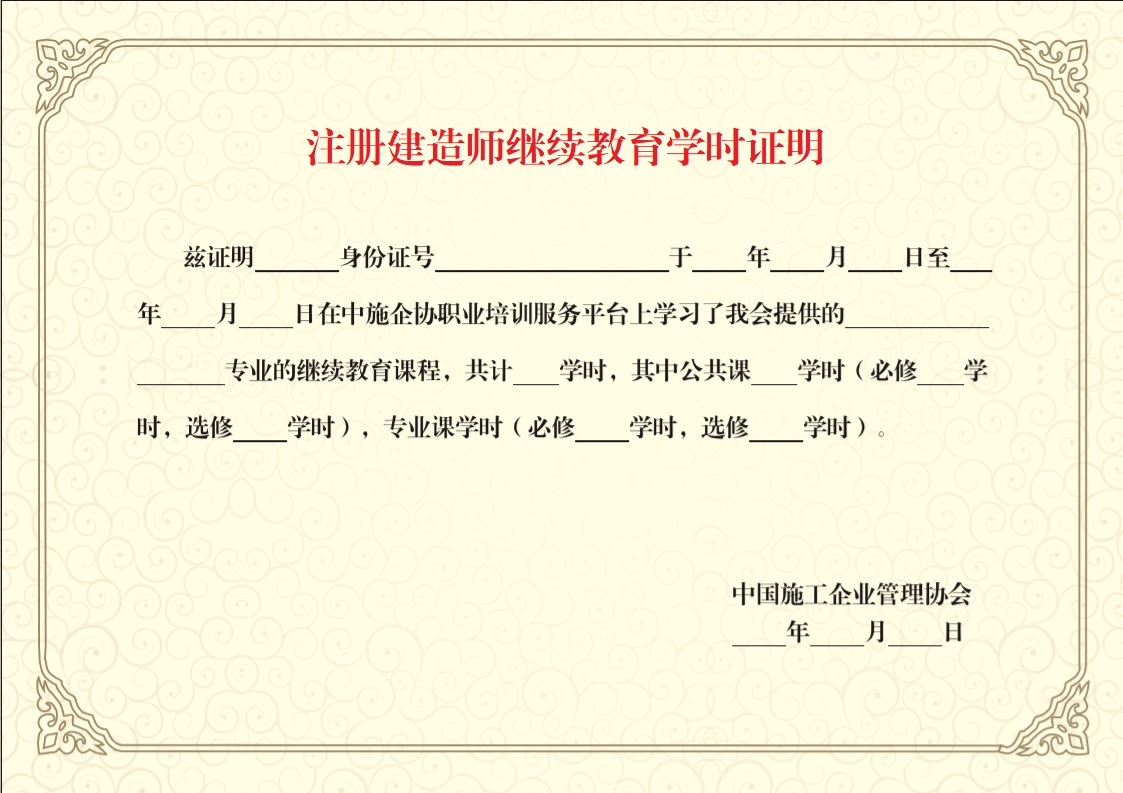 注册建造师继续教育学时证明
兹证明_______身份证号____________________于____年____月____日至___
年____月____日在中施企协职业培训服务平台上学习了我会提供的____________
_______专业的继续教育课程，共计____学时，其中公共课____学时（必修____学
时，选修____学时），专业课学时（必修____学时，选修____学时）。
中国施工企业管理协会
____年____月____日